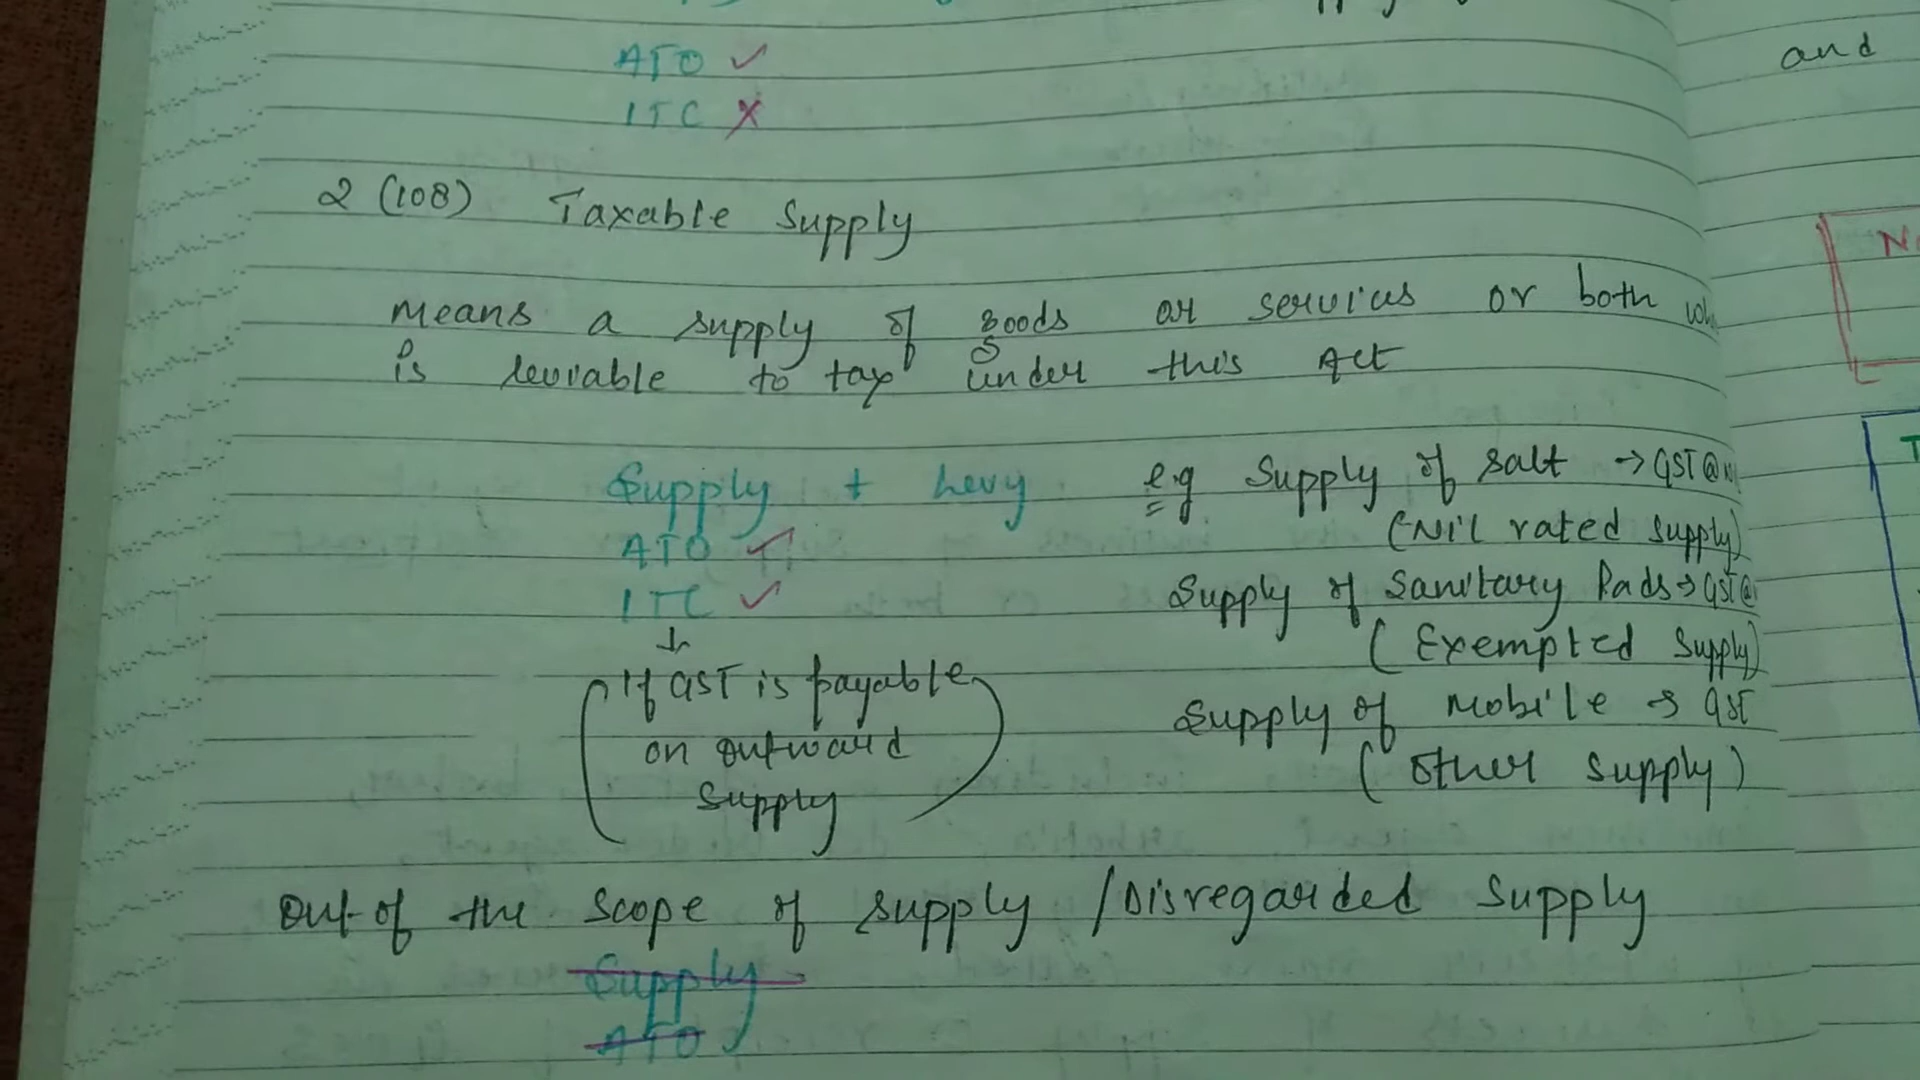 and
ATO ✓
ITC ✗
2 (108) Taxable Supply
means a supply of goods or services or both
is leviable to tax under this Act
Supply + Levy
e.g Supply of salt → GST @
(Nil rated supply)
ATO ✓
ITC ✓
Supply of Sanitary Pads → GST @
(Exempted Supply)
(If GST is payable
on outward
supply)
Supply of mobile → GST
(Other supply)
Out of the scope of supply / Disregarded Supply
Supply
ATO